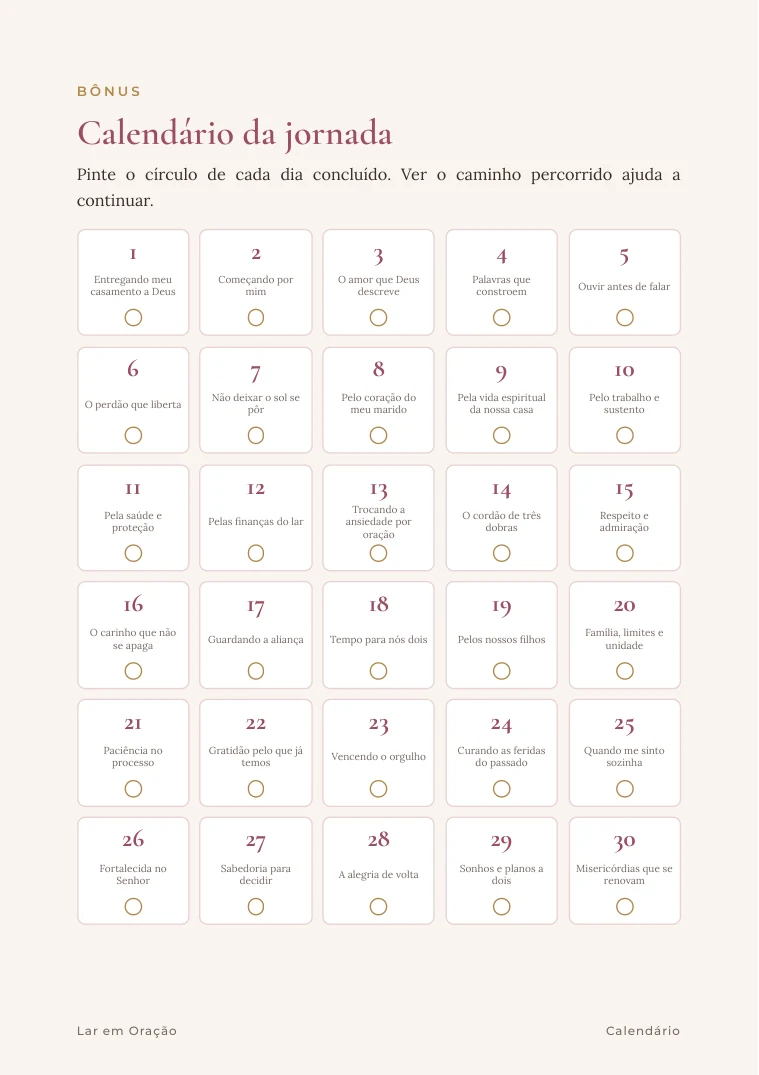 BÔNUS
Calendário da jornada
Pinte o círculo de cada dia concluído. Ver o caminho percorrido ajuda a
continuar.
1
Entregando meu
casamento a Deus
2
Começando por
mim
3
O amor que Deus
descreve
4
Palavras que
constroem
5
Ouvir antes de falar
6
O perdão que liberta
7
Não deixar o sol se
pôr
8
Pelo coração do
meu marido
9
Pela vida espiritual
da nossa casa
10
Pelo trabalho e
sustento
11
Pela saúde e
proteção
12
Pelas finanças do lar
13
Trocando a
ansiedade por
oração
14
O cordão de três
dobras
15
Respeito e
admiração
16
O carinho que não
se apaga
17
Guardando a aliança
18
Tempo para nós dois
19
Pelos nossos filhos
20
Família, limites e
unidade
21
Paciência no
processo
22
Gratidão pelo que já
temos
23
Vencendo o orgulho
24
Curando as feridas
do passado
25
Quando me sinto
sozinha
26
Fortalecida no
Senhor
27
Sabedoria para
decidir
28
A alegria de volta
29
Sonhos e planos a
dois
30
Misericórdias que se
renovam
Lar em Oração
Calendário